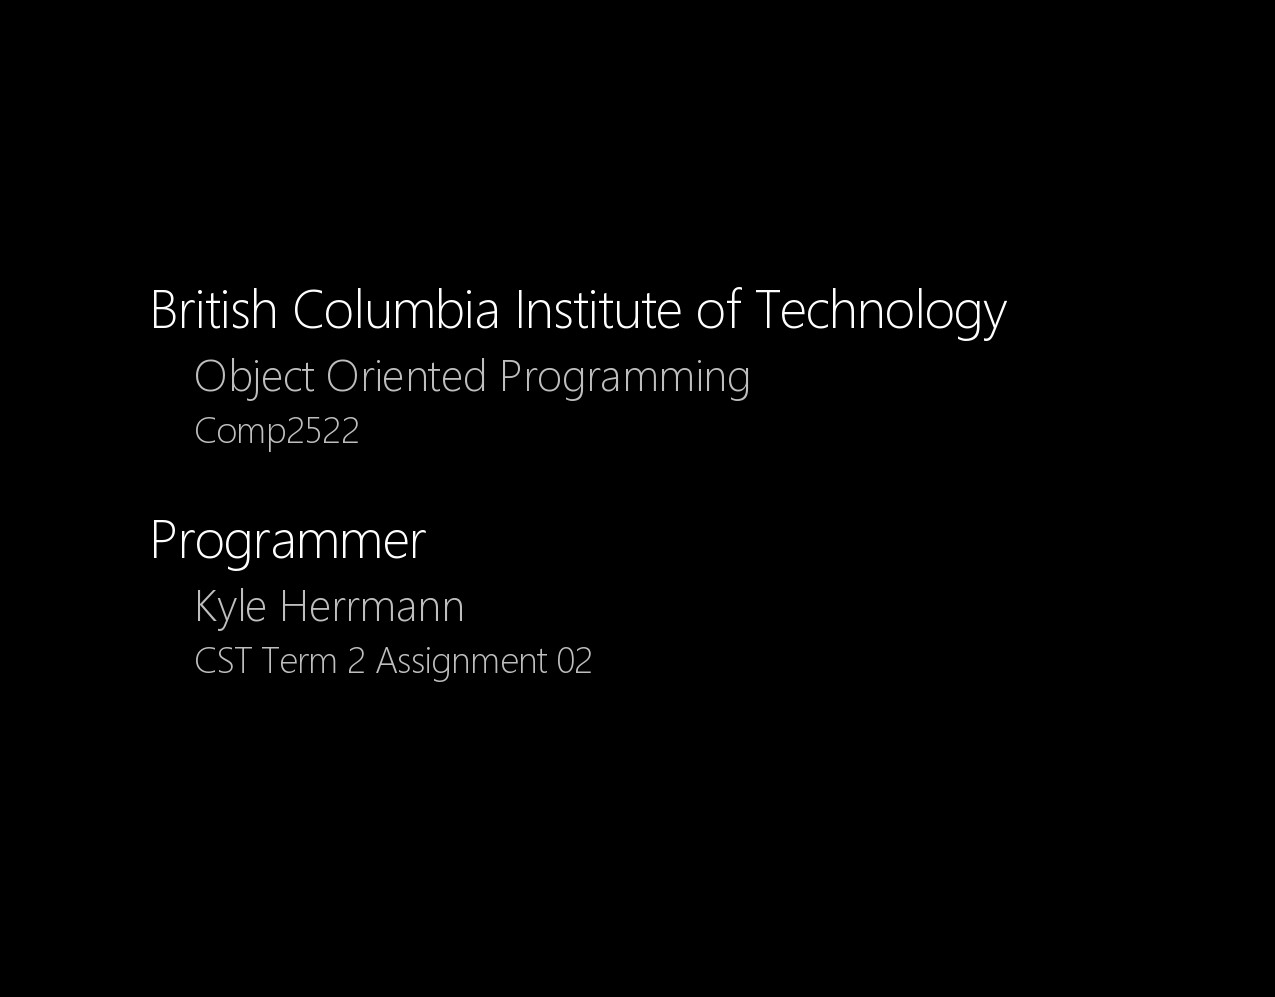 British Columbia Institute of Technology
Object Oriented Programming
Comp2522
Programmer
Kyle Herrmann
CST Term 2 Assignment 02